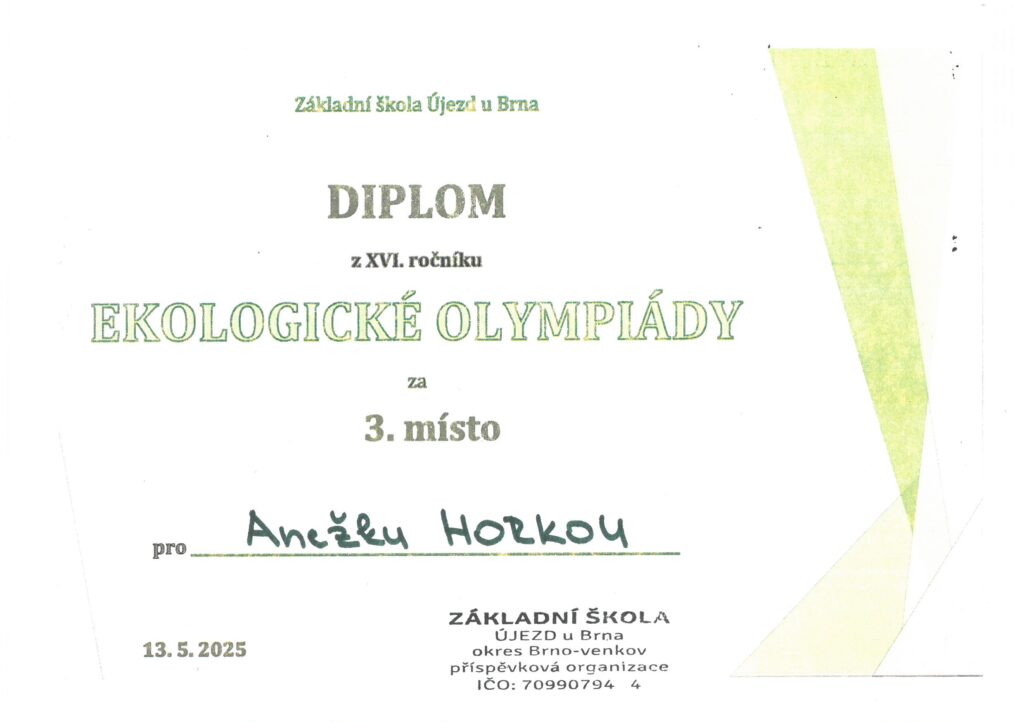 Základní škola Újezd u Brna
DIPLOM
z XVI. ročníku
EKOLOGICKÉ OLYMPIÁDY
za
3. místo
pro Anežku HORKOU
13. 5. 2025
ZÁKLADNÍ ŠKOLA
ÚJEZD u Brna
okres Brno-venkov
příspěvková organizace
IČO: 70990794 4